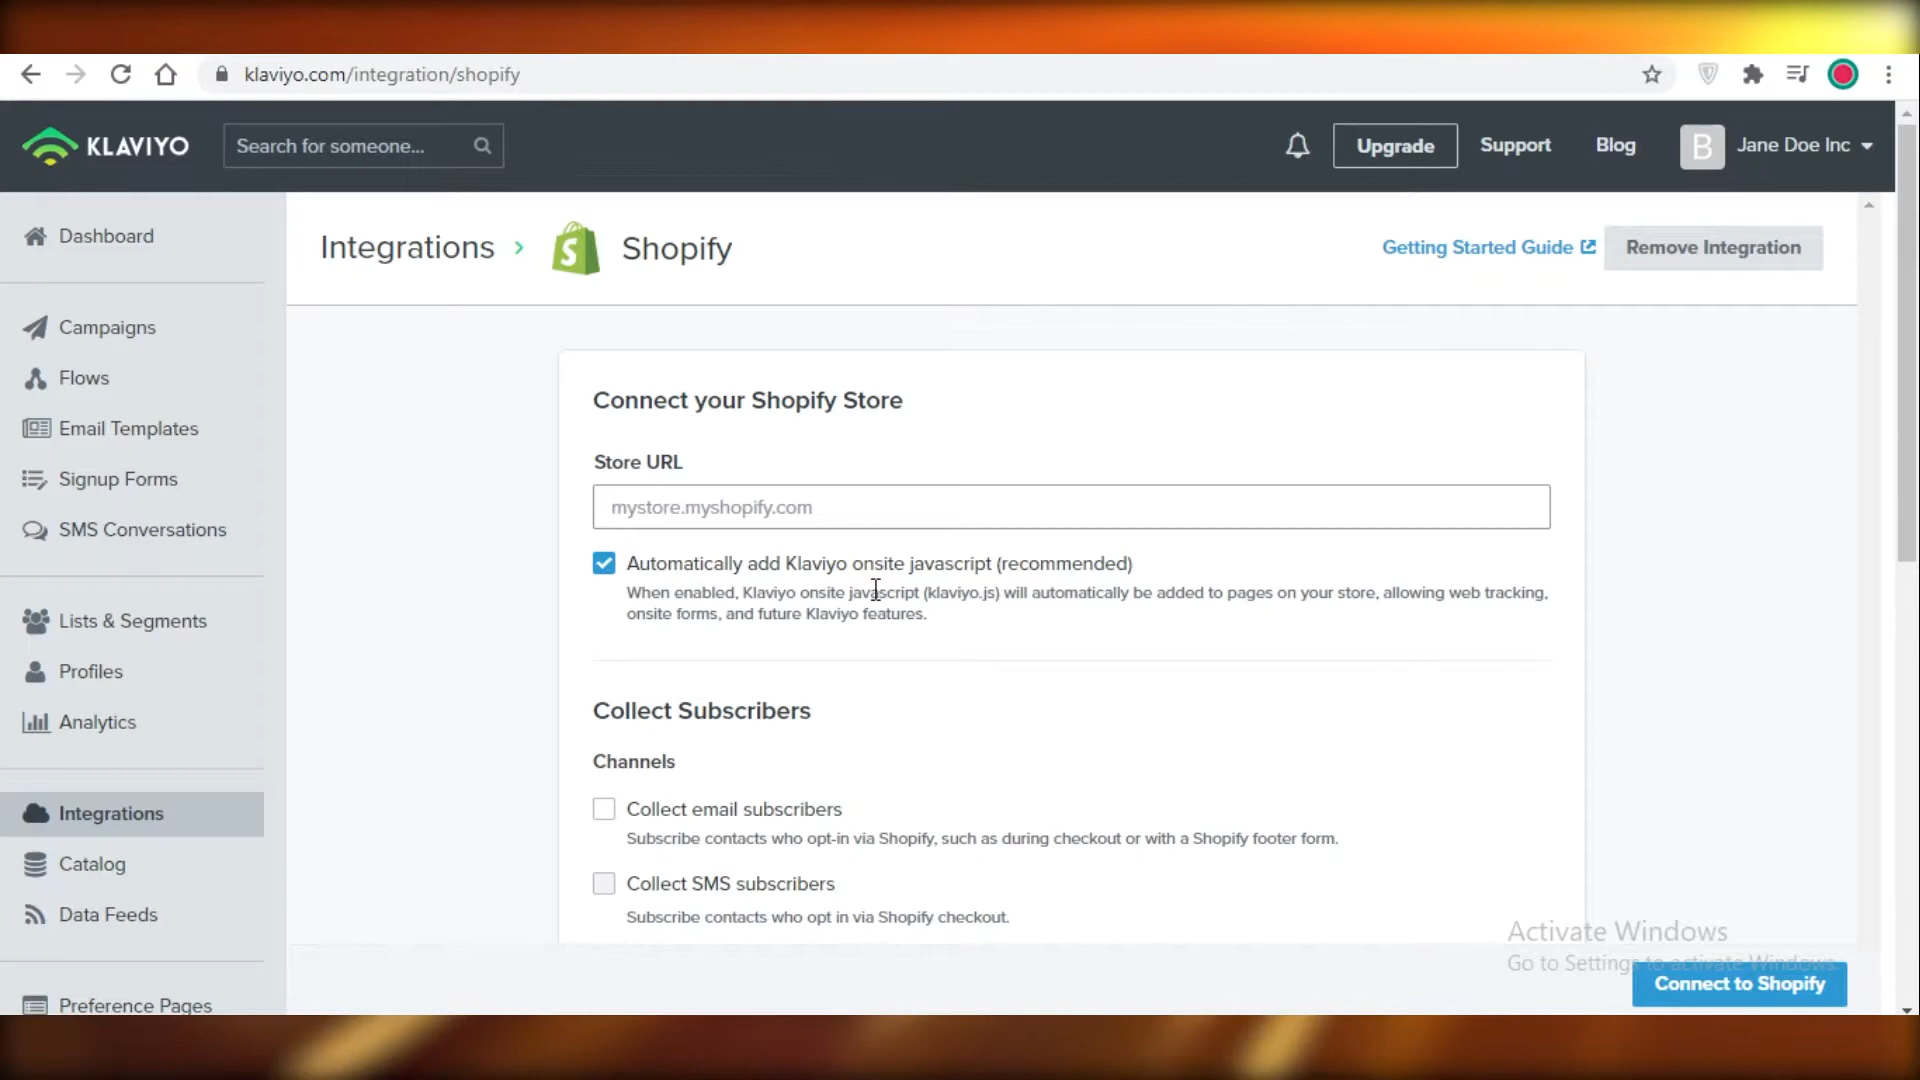 klaviyo.com/integration/shopify
KLAVIYO
Search for someone...
Upgrade
Support
Blog
B
Jane Doe Inc
Dashboard
Campaigns
Flows
Email Templates
Signup Forms
SMS Conversations
Lists & Segments
Profiles
Analytics
Integrations
Catalog
Data Feeds
Preference Pages
Integrations > Shopify
Getting Started Guide
Remove Integration
Connect your Shopify Store
Store URL
mystore.myshopify.com
Automatically add Klaviyo onsite javascript (recommended)
When enabled, Klaviyo onsite javascript (klaviyo.js) will automatically be added to pages on your store, allowing web tracking,
onsite forms, and future Klaviyo features.
Collect Subscribers
Channels
Collect email subscribers
Subscribe contacts who opt-in via Shopify, such as during checkout or with a Shopify footer form.
Collect SMS subscribers
Subscribe contacts who opt in via Shopify checkout.
Activate Windows
Go to Settings to activate Windows.
Connect to Shopify